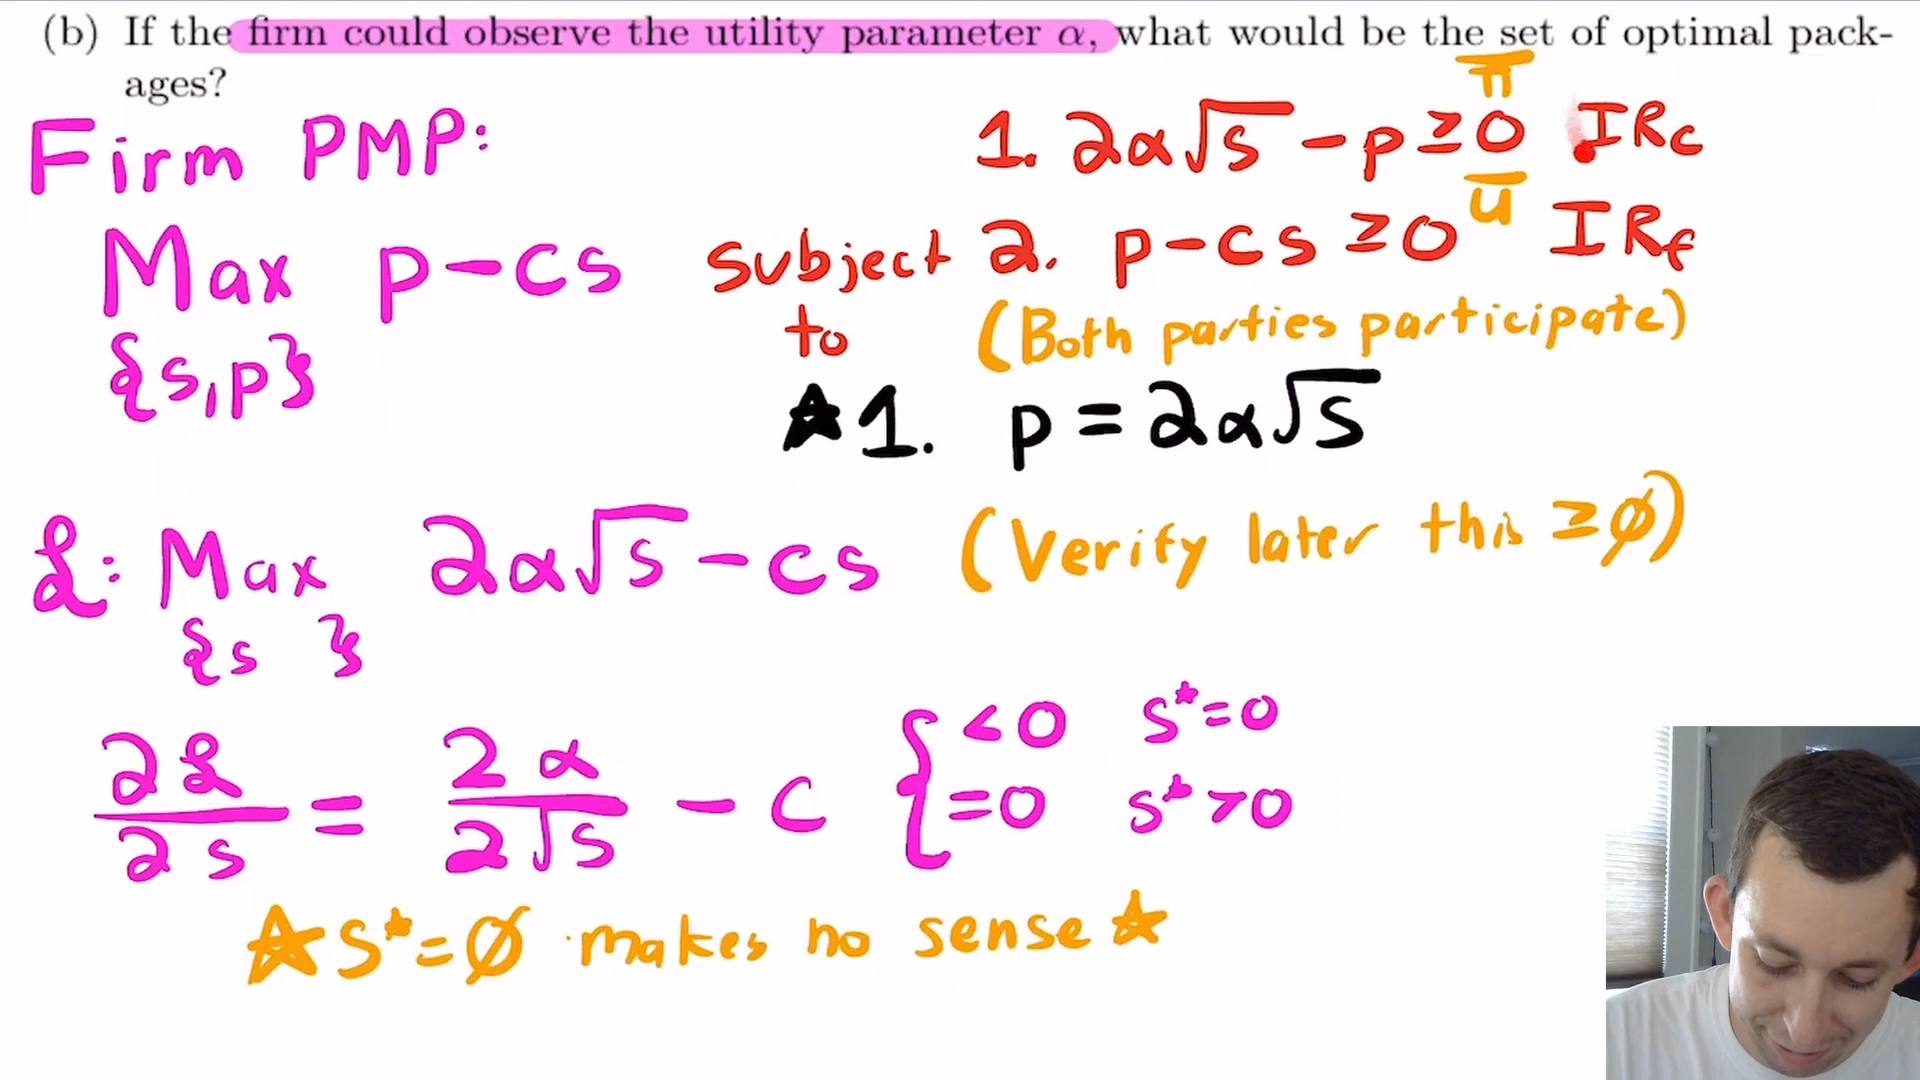 (b) If the firm could observe the utility parameter α, what would be the set of optimal pack-
ages?
Firm PMP:
Max p-cs
{s,p}
Subject to
π̅
1. 2α√s - p ≥ 0 IRc
u̅
2. p-cs ≥ 0 IRf
(Both parties participate)
★1. p = 2α√s
ℒ: Max 2α√s - cs (Verify later this ≥ ∅)
{s }
∂ℒ/∂s = 2α/2√s - c { <0 s*=0
=0 s*>0
☆ s*=∅ makes no sense ☆